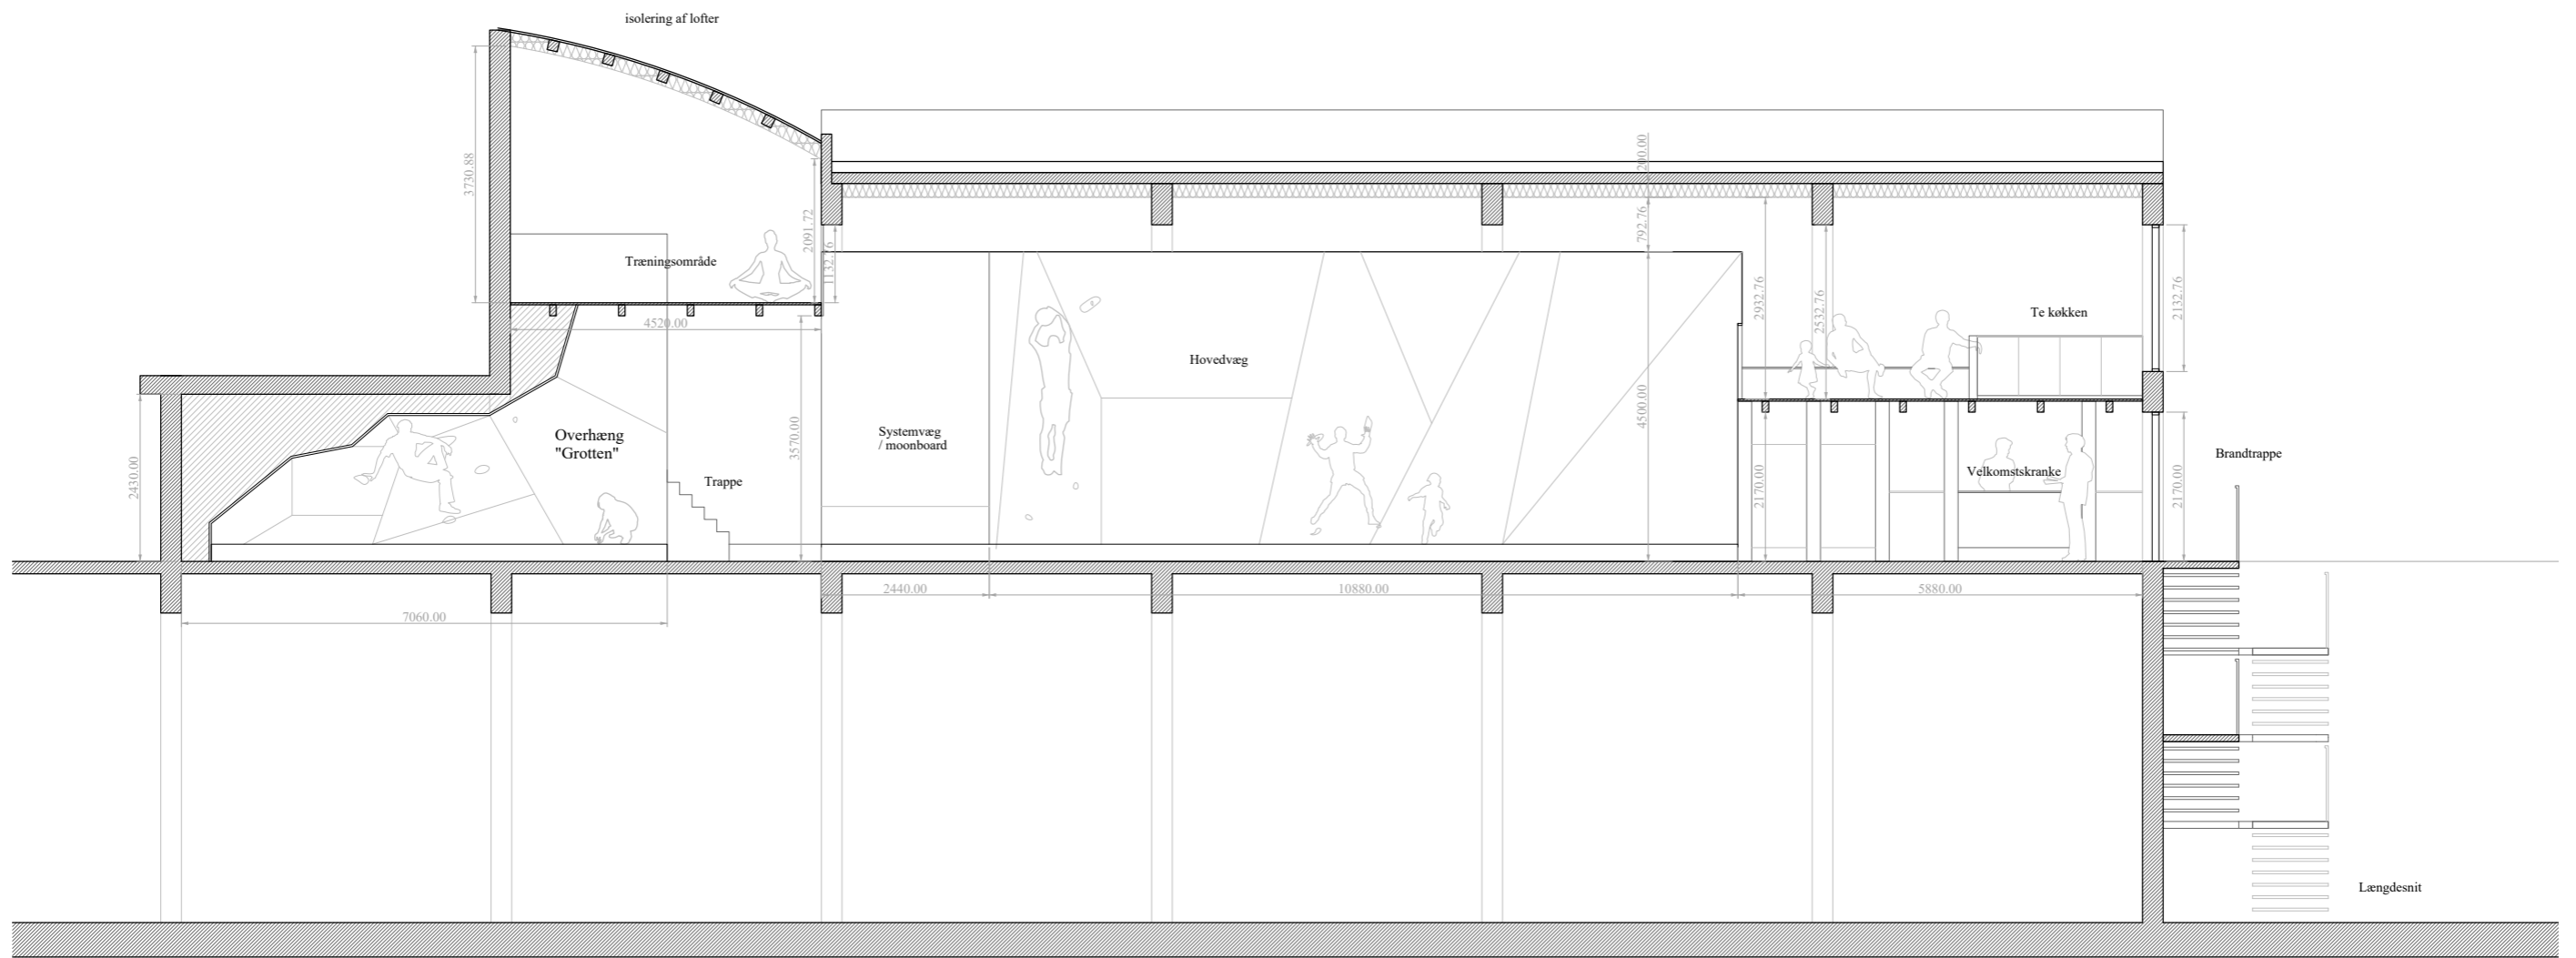 isolering af lofter
3730.88
2091.72
1132.76
200.00
792.76
Træningsområde
4520.00
2932.76
2532.76
2132.76
Te køkken
Hovedvæg
Overhæng
"Grotten"
Systemvæg
/ moonboard
4500.00
3570.00
2430.00
Trappe
2170.00
Velkomstskranke
2170.00
Brandtrappe
2440.00
10880.00
5880.00
7060.00
Længdesnit